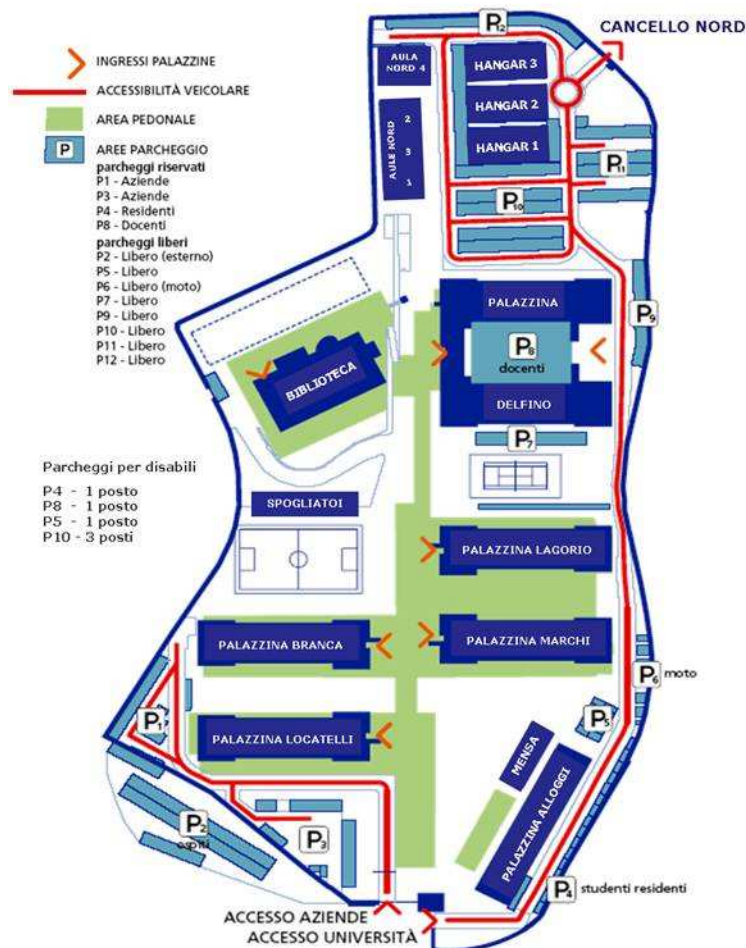 P12
CANCELLO NORD
INGRESSI PALAZZINE
ACCESSIBILITÀ VEICOLARE
AREA PEDONALE
P AREE PARCHEGGIO
parcheggi riservati
P1 - Aziende
P3 - Aziende
P4 - Residenti
P8 - Docenti
parcheggi liberi
P2 - Libero (esterno)
P5 - Libero
P6 - Libero (moto)
P7 - Libero
P9 - Libero
P10 - Libero
P11 - Libero
P12 - Libero
AULA
NORD 4
HANGAR 3
HANGAR 2
HANGAR 1
AULE NORD
2
3
1
P11
P10
PALAZZINA
P8
docenti
DELFINO
P9
BIBLIOTECA
P7
Parcheggi per disabili
P4 - 1 posto
P8 - 1 posto
P5 - 1 posto
P10 - 3 posti
SPOGLIATOI
PALAZZINA LAGORIO
PALAZZINA BRANCA
PALAZZINA MARCHI
P6 moto
P1
PALAZZINA LOCATELLI
P5
MENSA
PALAZZINA ALLOGGI
P2
ospiti
P3
P4 studenti residenti
ACCESSO AZIENDE
ACCESSO UNIVERSITÀ